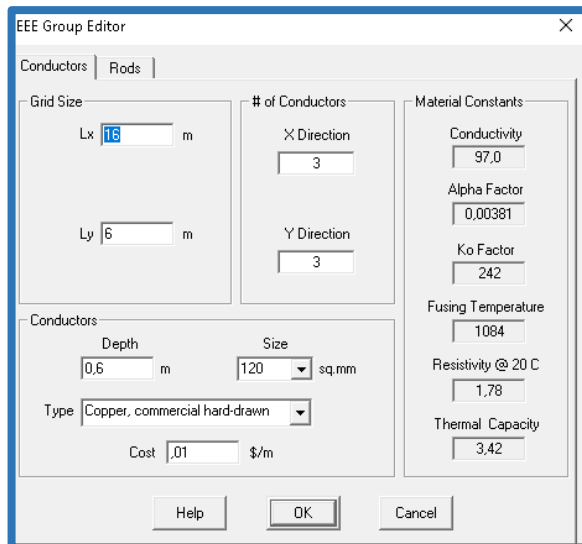 EEE Group Editor
Conductors
Rods
Grid Size
Lx 16 m
Ly 6 m
# of Conductors
X Direction
3
Y Direction
3
Material Constants
Conductivity
97,0
Alpha Factor
0,00381
Ko Factor
242
Fusing Temperature
1084
Resistivity @ 20 C
1,78
Thermal Capacity
3,42
Conductors
Depth Size
0,6 m 120 sq.mm
Type Copper, commercial hard-drawn
Cost ,01 $/m
Help OK Cancel